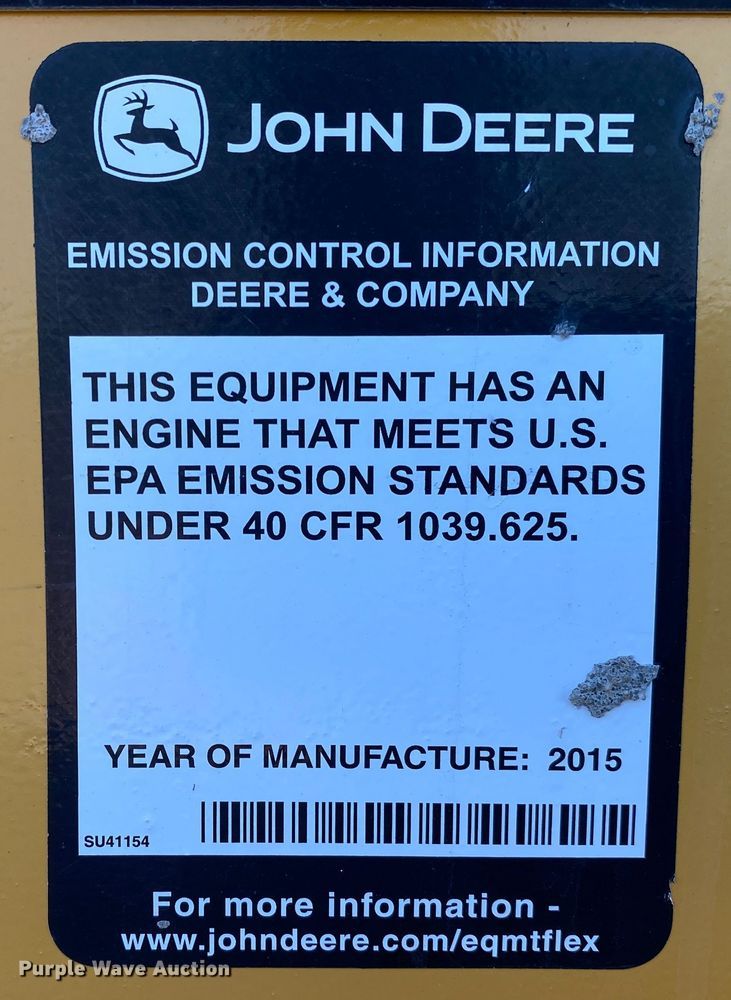 JOHN DEERE
EMISSION CONTROL INFORMATION
DEERE & COMPANY
THIS EQUIPMENT HAS AN
ENGINE THAT MEETS U.S.
EPA EMISSION STANDARDS
UNDER 40 CFR 1039.625.
YEAR OF MANUFACTURE: 2015
SU41154
For more information -
www.johndeere.com/eqmtflex
Purple Wave Auction